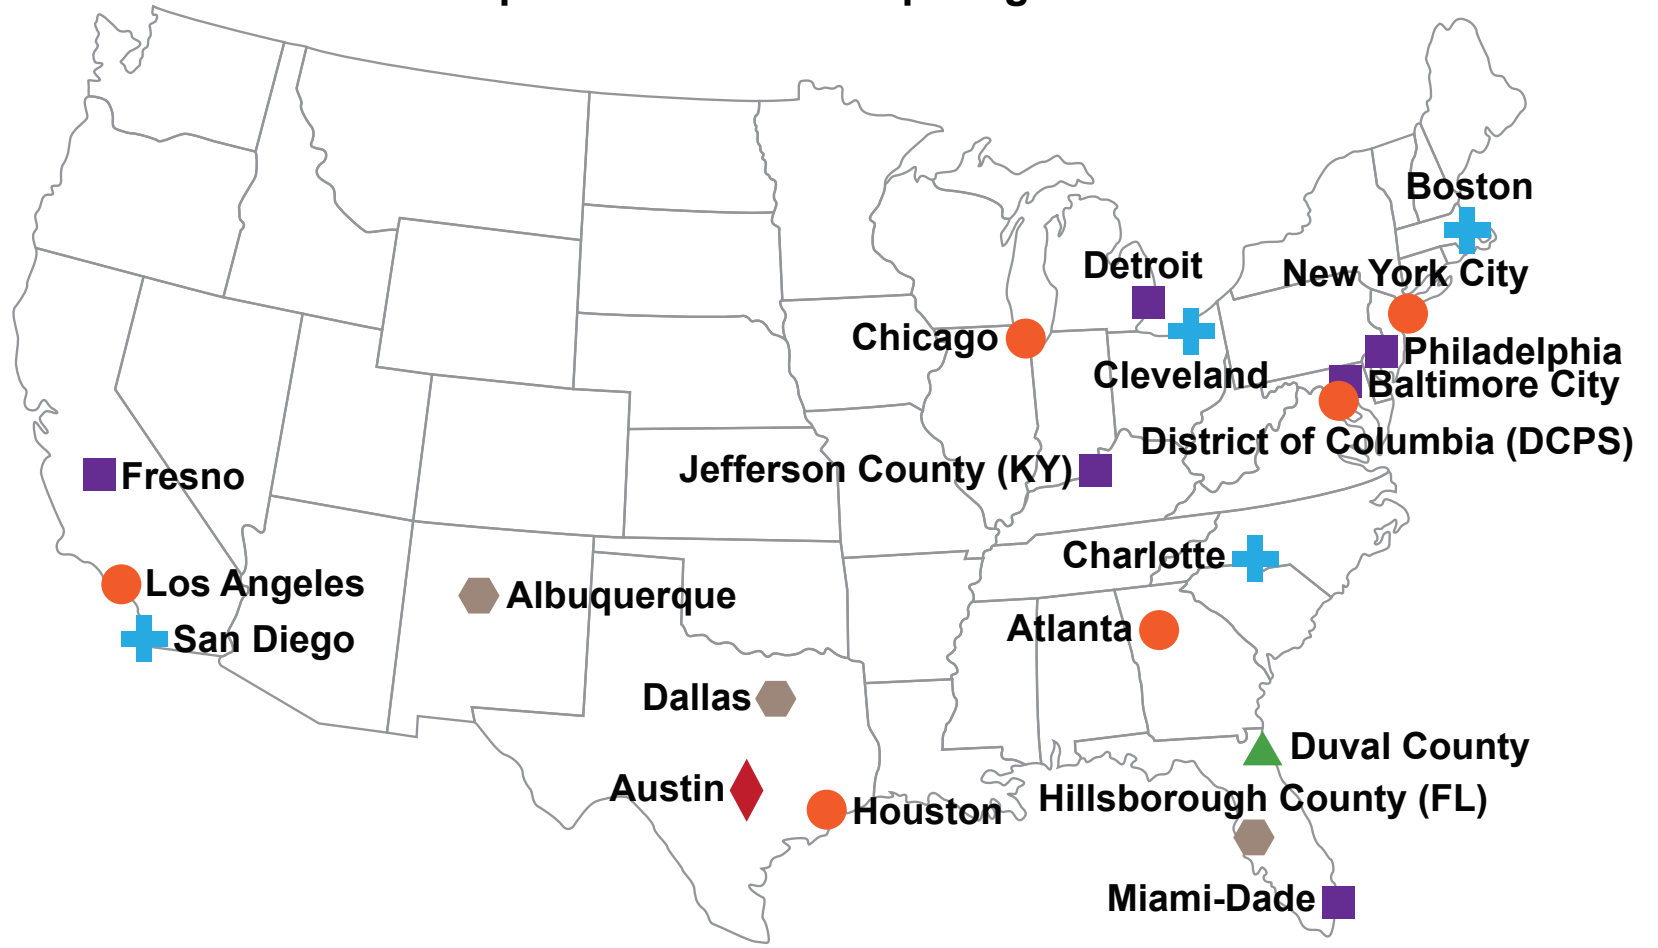 Boston
Detroit
New York City
Chicago
Philadelphia
Cleveland
Baltimore City
District of Columbia (DCPS)
Jefferson County (KY)
Fresno
Charlotte
Los Angeles
Albuquerque
Atlanta
San Diego
Dallas
Duval County
Austin
Hillsborough County (FL)
Houston
Miami-Dade